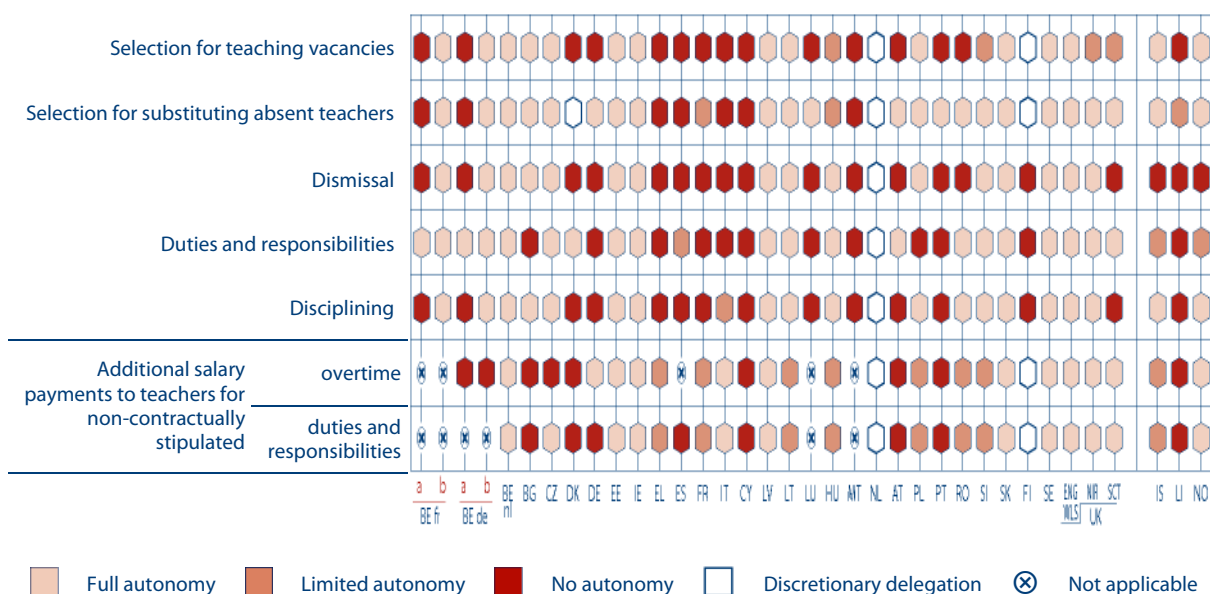 Selection for teaching vacancies
Selection for substituting absent teachers
Dismissal
Duties and responsibilities
Disciplining
Additional salary
payments to teachers for
non-contractually
stipulated
overtime
duties and
responsibilities
a b a b BE nl BG CZ DK DE EE IE EL ES FR IT CY LV LT LU HU MT NL AT PL PT RO SI SK FI SE ENG NIR SCT IS LI NO
BE fr BE de WLS UK
Full autonomy Limited autonomy No autonomy Discretionary delegation Not applicable